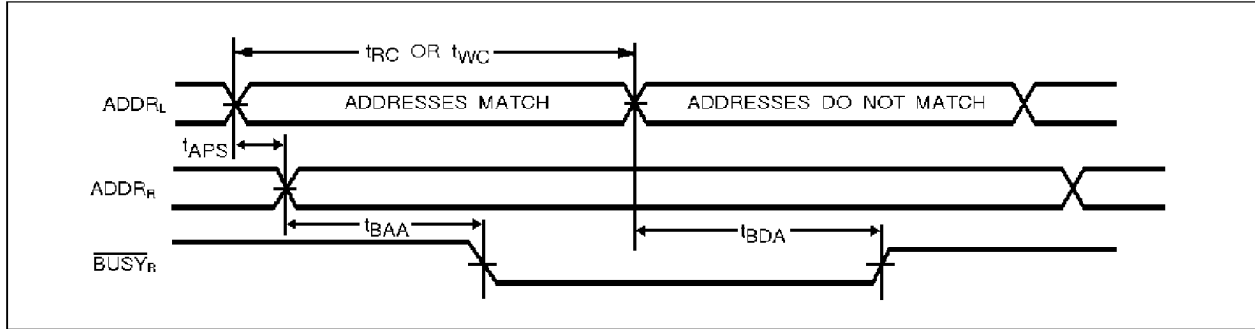 tRC OR tWC
ADDRL ADDRESSES MATCH ADDRESSES DO NOT MATCH
tAPS
ADDRR
tBAA
tBDA
BUSYR